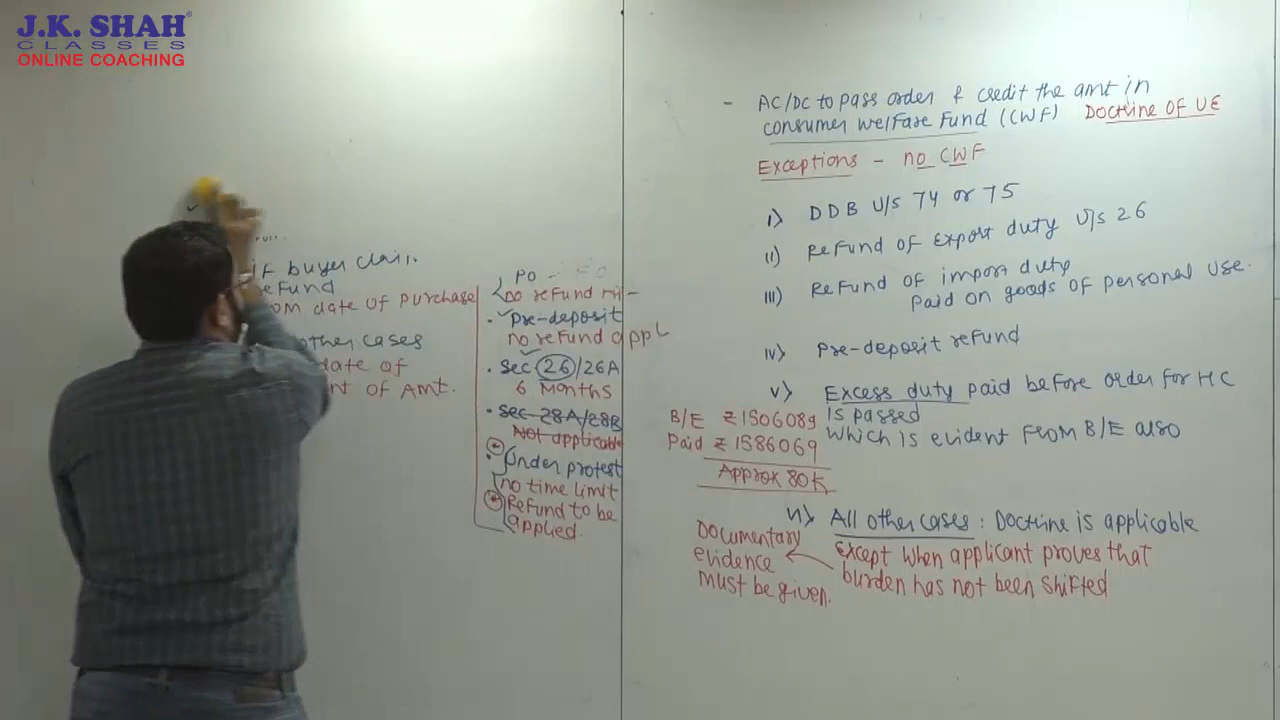 J.K. SHAH®
CLASSES
ONLINE COACHING
if buyer claim
refund
from date of purchase
other cases
date of
of Amt.
PO
no refund
✓ Pre-deposit
no refund appl
• Sec 26/26A
6 Months
• Sec 28A/28B
Not applicable
• Under protest
no time limit
Refund to be
applied.
- AC/DC to pass order & credit the amt in
consumer welfare fund (CWF) Doctrine of UE
Exceptions - no CWF
i) DDB U/S 74 or 75
ii) Refund of export duty U/S 26
iii) Refund of import duty
Paid on goods of personal use.
iv) Pre-deposit refund
v) Excess duty paid before order for HC
is passed
which is evident from B/E also
B/E ₹1506089
Paid ₹1586069
Approx 80k
vi) All other cases: Doctrine is applicable
Except when applicant proves that
burden has not been shifted
Documentary
evidence
must be given.